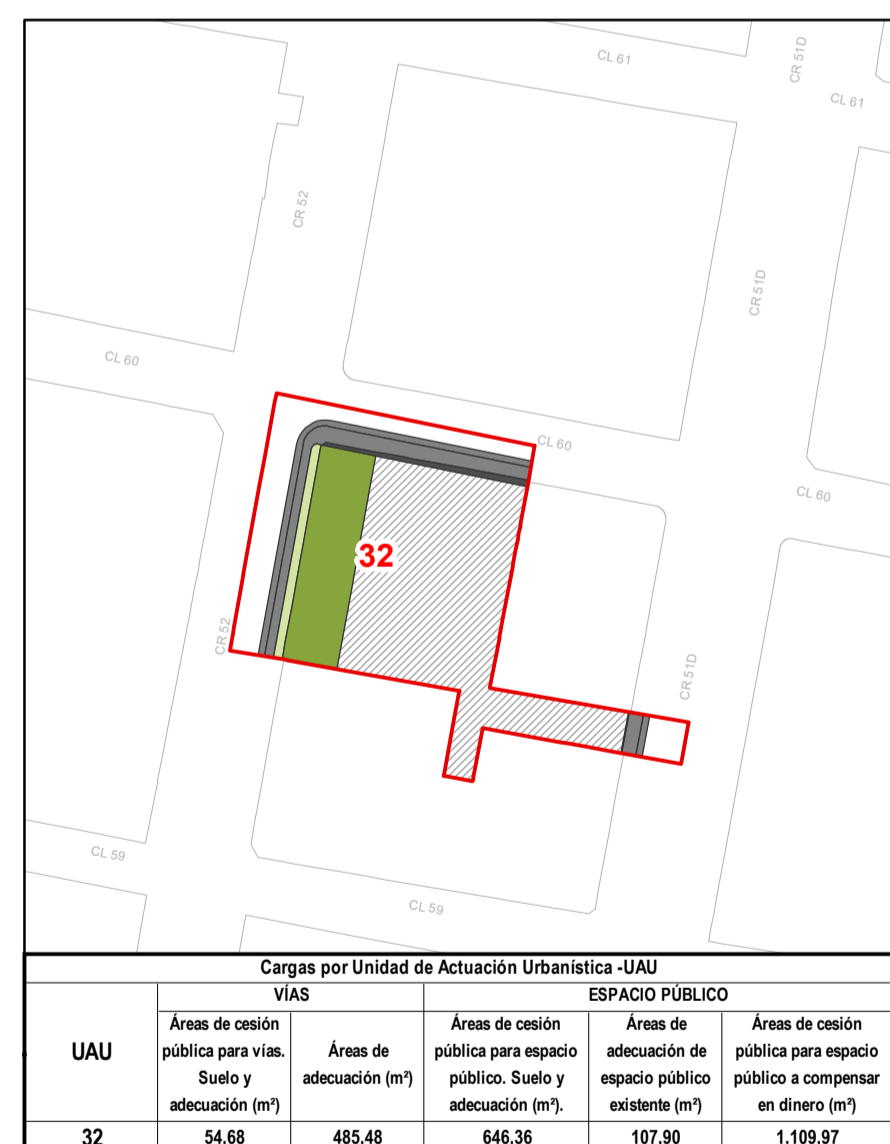 CL 61
CR 51D
CL 61
CR 52
CR 51D
CL 60
CL 60
CL 60
32
CR 52
CR 51D
CL 59
CL 59
Cargas por Unidad de Actuación Urbanística -UAU
VÍAS
ESPACIO PÚBLICO
UAU
Áreas de cesión
pública para vías.
Suelo y
adecuación (m²)
Áreas de
adecuación (m²)
Áreas de cesión
pública para espacio
público. Suelo y
adecuación (m²).
Áreas de
adecuación de
espacio público
existente (m²)
Áreas de cesión
pública para espacio
público a compensar
en dinero (m²)
32
54.68
485.48
646.36
107.90
1.109.97